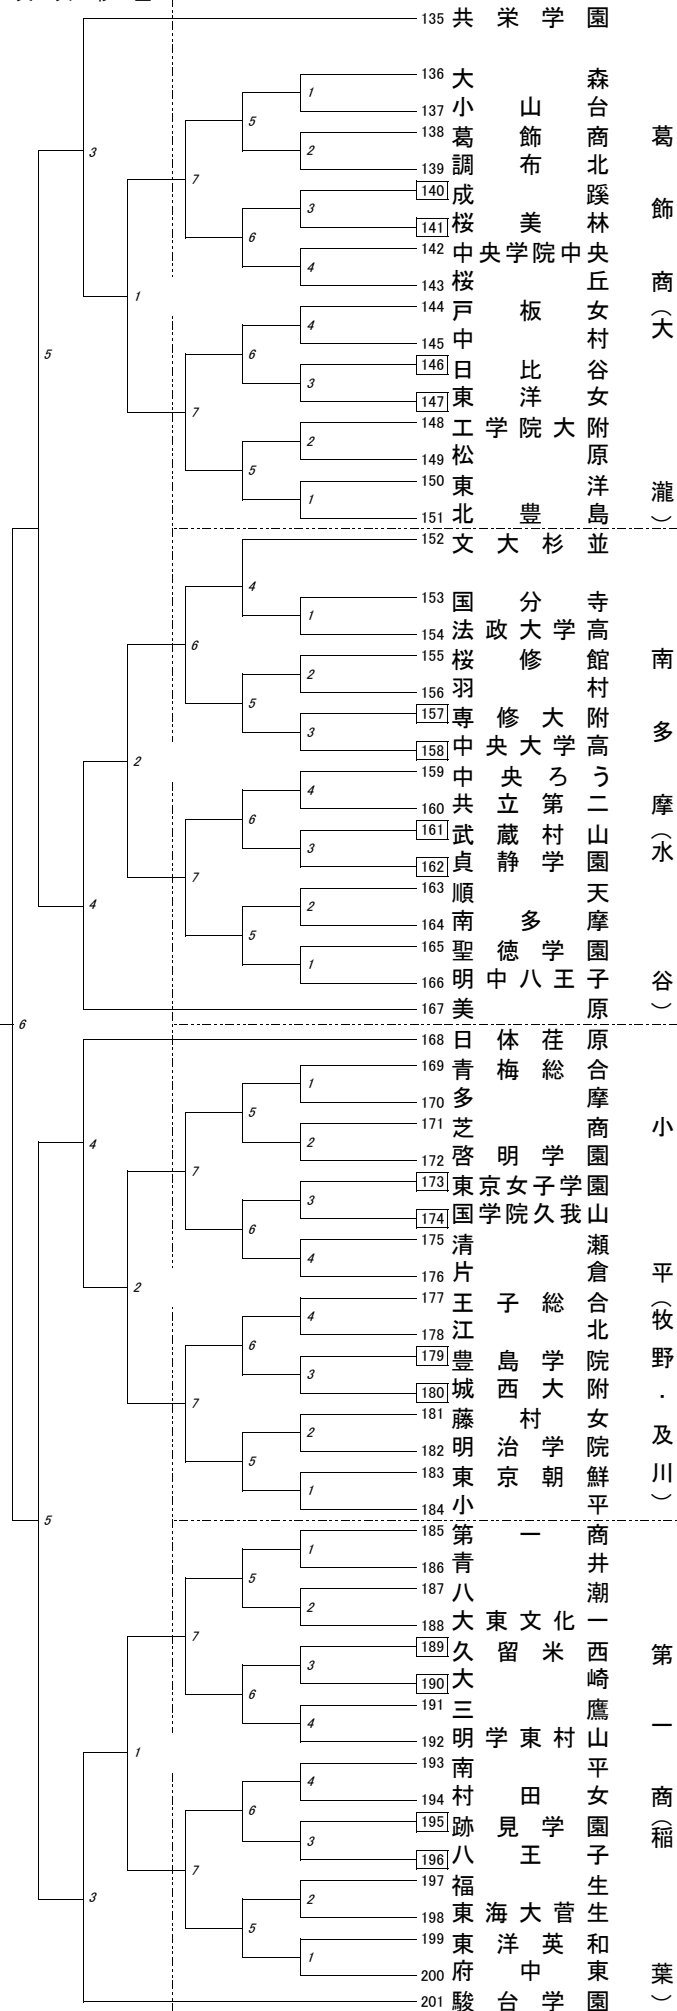 135 共栄学園
136 大森
137 小山台
138 葛飾商
139 調布北
140 成蹊
141 桜美林
142 中央学院中央
143 桜丘
144 戸板女
145 中村
146 日比谷
147 東洋女
148 工学院大附
149 松原
150 東洋
151 北豊島
葛飾商(大瀧)
3
1
5
2
7
3
6
4
1
4
6
3
7
2
5
1
5
152 文大杉並
153 国分寺
154 法政大学高
155 桜修館
156 羽村
157 専修大附
158 中央大学高
159 中央ろう
160 共立第二
161 武蔵村山
162 貞静学園
163 順天
164 南多摩
165 聖徳学園
166 明中八王子
167 美原
南多摩(水谷)
4
1
6
2
5
3
2
4
6
3
7
2
5
1
4
6
168 日体荏原
169 青梅総合
170 多摩
171 芝商
172 啓明学園
173 東京女子学園
174 国学院久我山
175 清瀬
176 片倉
177 王子総合
178 江北
179 豊島学院
180 城西大附
181 藤村女
182 明治学院
183 東京朝鮮
184 小平
小平(牧野・及川)
4
1
5
2
7
3
6
4
2
4
6
3
7
2
5
1
5
185 第一商
186 青井
187 八潮
188 大東文化一
189 久留米西
190 大崎
191 三鷹
192 明学東村山
193 南平
194 村田女
195 跡見学園
196 八王子
197 福生
198 東海大菅生
199 東洋英和
200 府中東
201 駿台学園
第一商(稲葉)
1
5
2
7
3
6
4
1
4
6
3
7
2
5
1
3